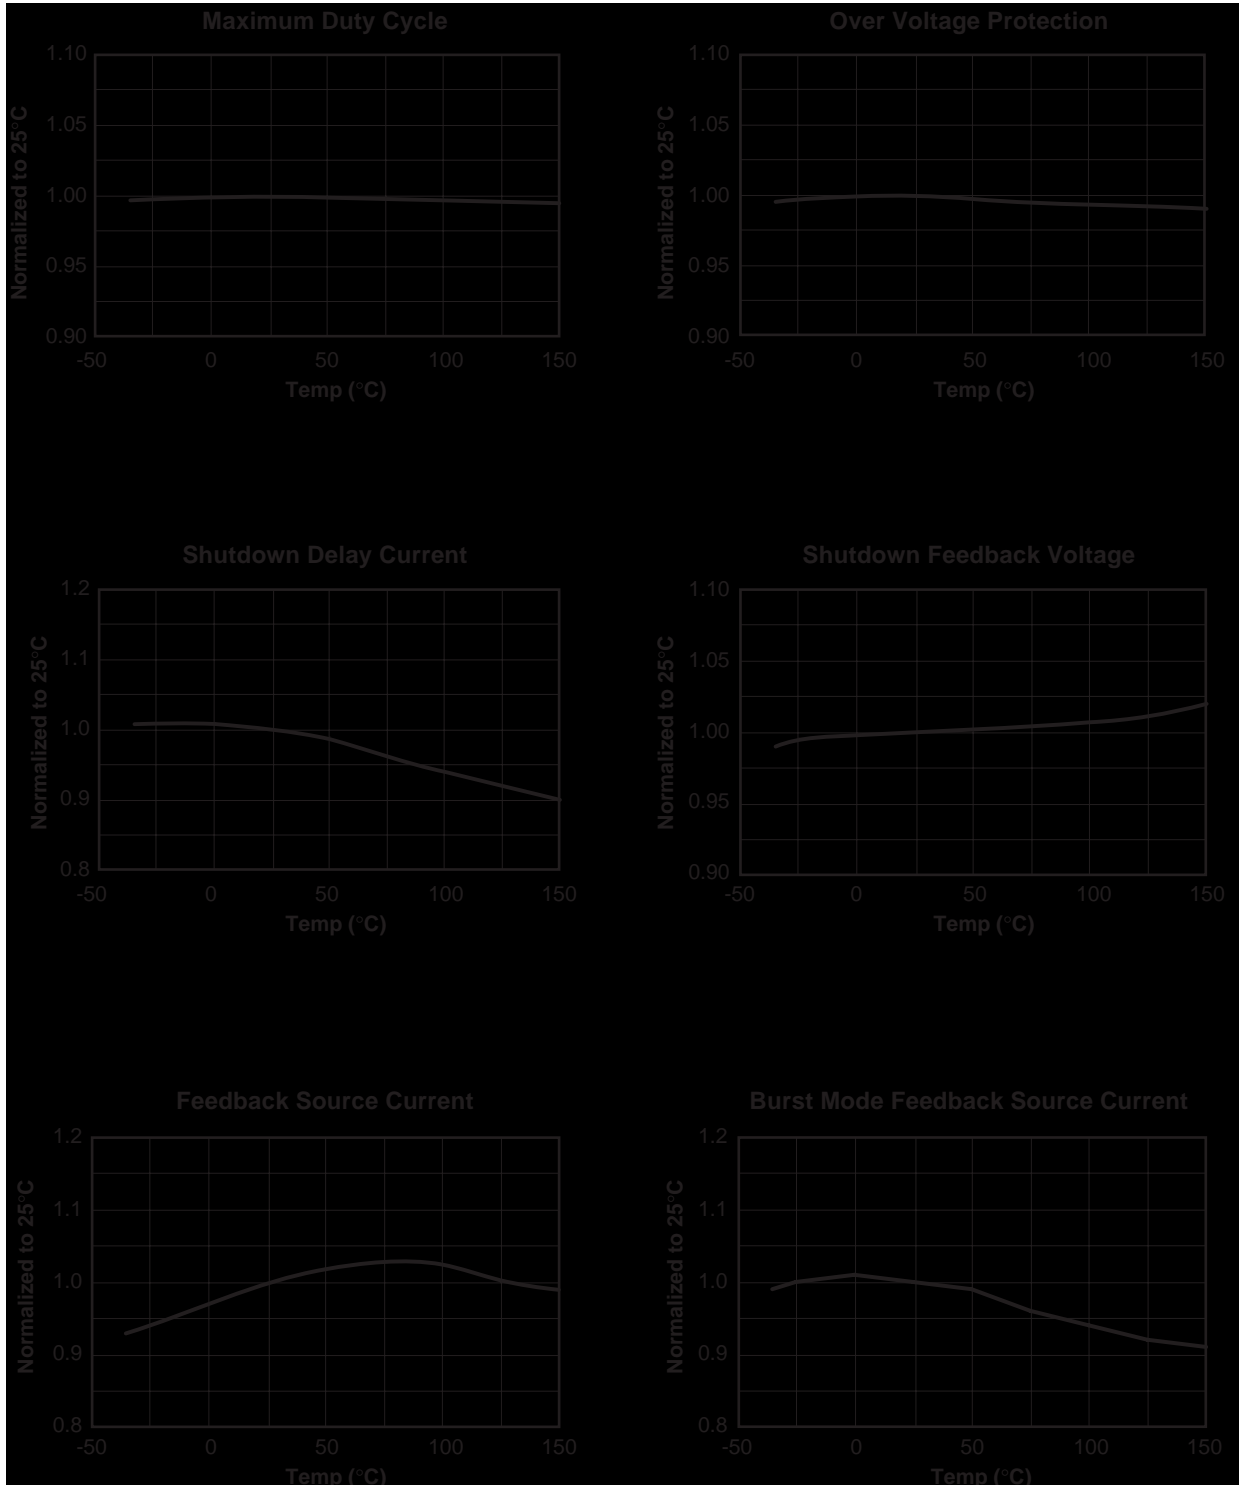 Maximum Duty Cycle
1.10
1.05
1.00
0.95
0.90
Normalized to 25°C
-50 0 50 100 150
Temp (°C)
Over Voltage Protection
1.10
1.05
1.00
0.95
0.90
Normalized to 25°C
-50 0 50 100 150
Temp (°C)
Shutdown Delay Current
1.2
1.1
1.0
0.9
0.8
Normalized to 25°C
-50 0 50 100 150
Temp (°C)
Shutdown Feedback Voltage
1.10
1.05
1.00
0.95
0.90
Normalized to 25°C
-50 0 50 100 150
Temp (°C)
Feedback Source Current
1.2
1.1
1.0
0.9
0.8
Normalized to 25°C
-50 0 50 100 150
Temp (°C)
Burst Mode Feedback Source Current
1.2
1.1
1.0
0.9
0.8
Normalized to 25°C
-50 0 50 100 150
Temp (°C)